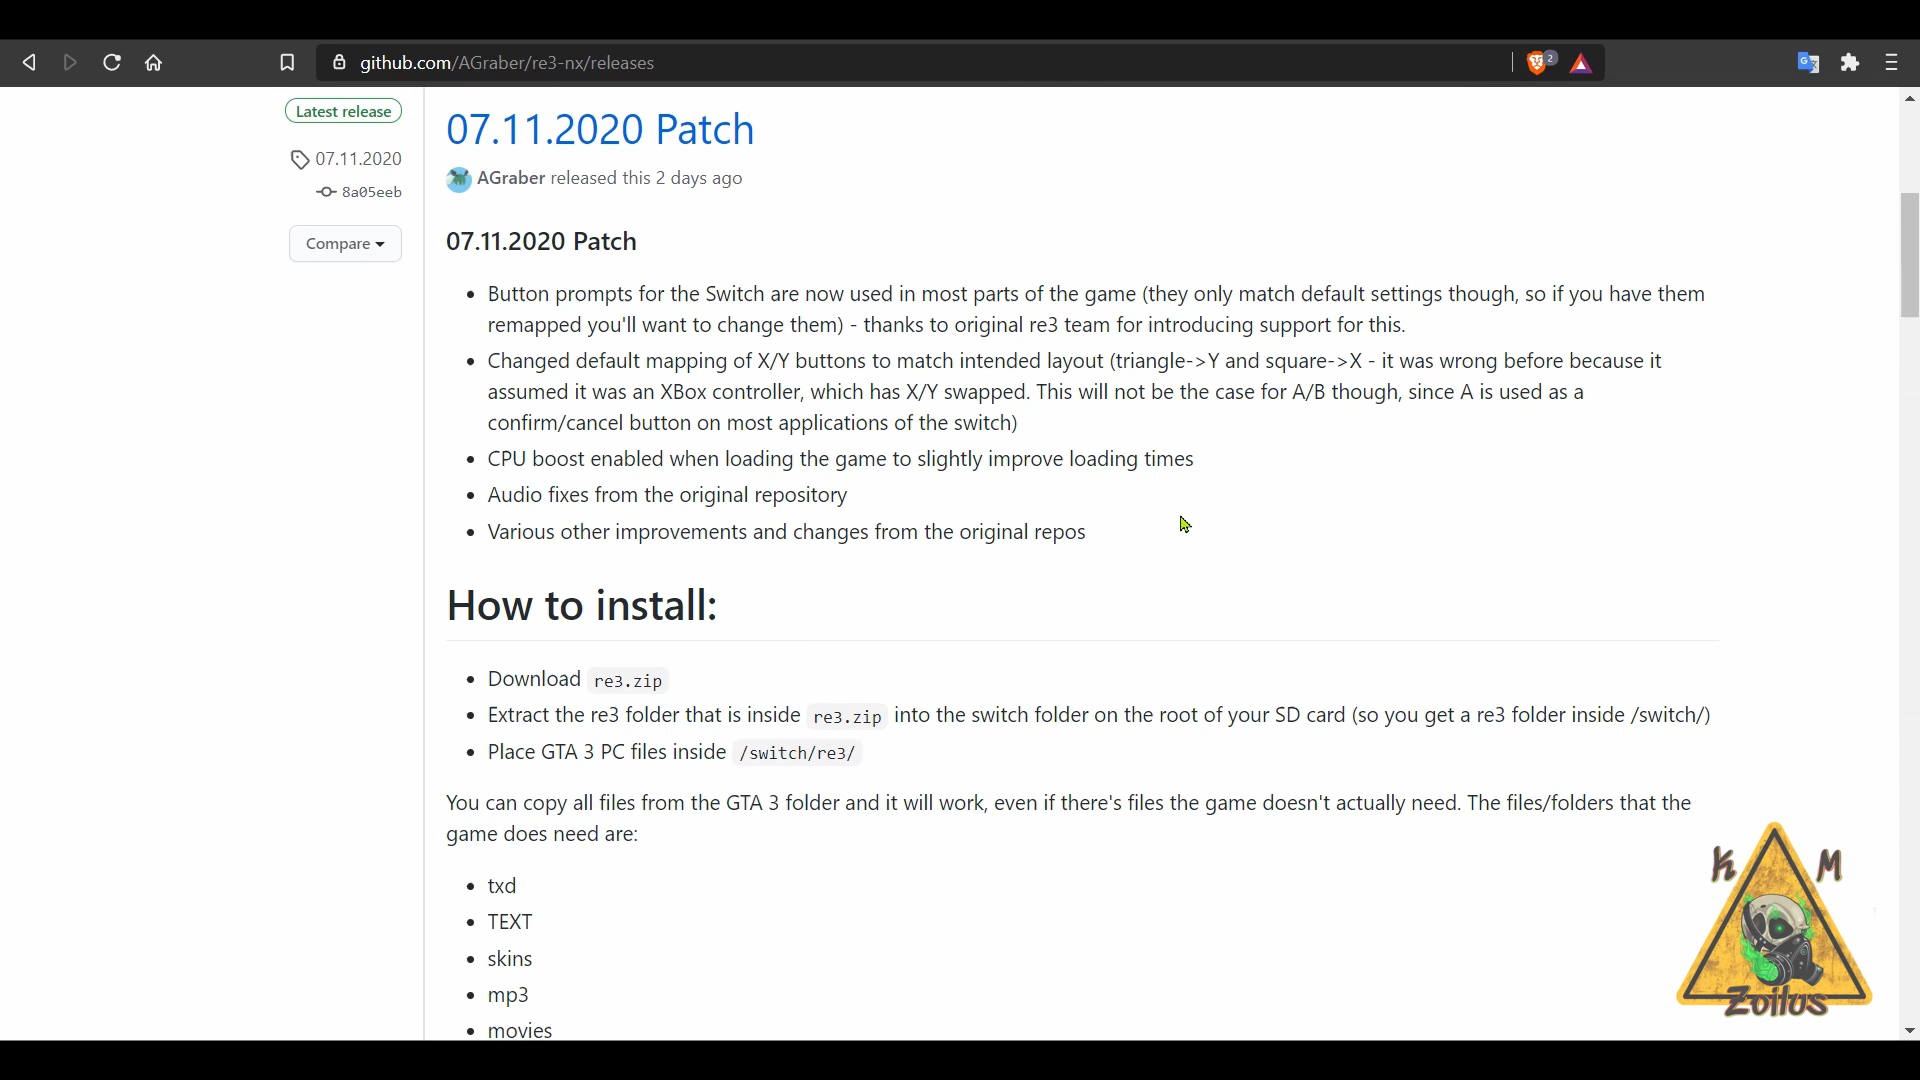 github.com/AGraber/re3-nx/releases
2
Latest release
07.11.2020
8a05eeb
Compare
07.11.2020 Patch
AGraber released this 2 days ago
07.11.2020 Patch
• Button prompts for the Switch are now used in most parts of the game (they only match default settings though, so if you have them
remapped you'll want to change them) - thanks to original re3 team for introducing support for this.
• Changed default mapping of X/Y buttons to match intended layout (triangle->Y and square->X - it was wrong before because it
assumed it was an XBox controller, which has X/Y swapped. This will not be the case for A/B though, since A is used as a
confirm/cancel button on most applications of the switch)
• CPU boost enabled when loading the game to slightly improve loading times
• Audio fixes from the original repository
• Various other improvements and changes from the original repos
How to install:
• Download re3.zip
• Extract the re3 folder that is inside re3.zip into the switch folder on the root of your SD card (so you get a re3 folder inside /switch/)
• Place GTA 3 PC files inside /switch/re3/
You can copy all files from the GTA 3 folder and it will work, even if there's files the game doesn't actually need. The files/folders that the
game does need are:
• txd
• TEXT
• skins
• mp3
• movies
K M
Zoilus